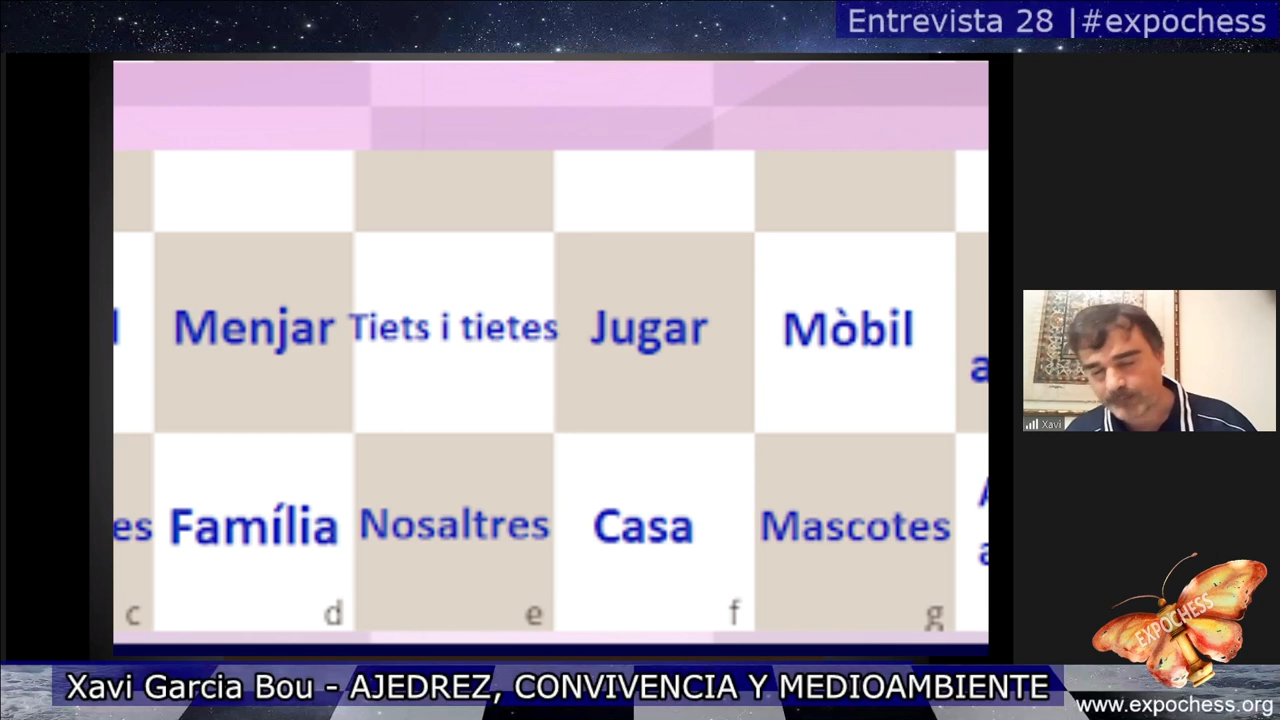 Entrevista 28 |#expochess
Menjar Tiets i tietes Jugar Mòbil
Família Nosaltres Casa Mascotes
c d e f g
Xavi
EXPOCHESS
Xavi Garcia Bou - AJEDREZ, CONVIVENCIA Y MEDIOAMBIENTE
www.expochess.org